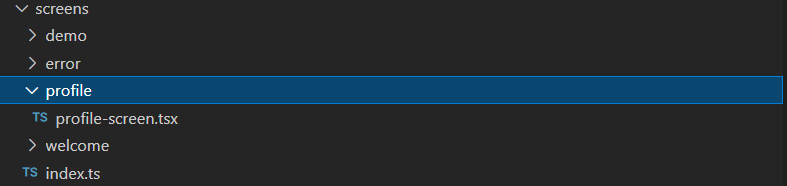 screens
demo
error
profile
TS profile-screen.tsx
welcome
TS index.ts